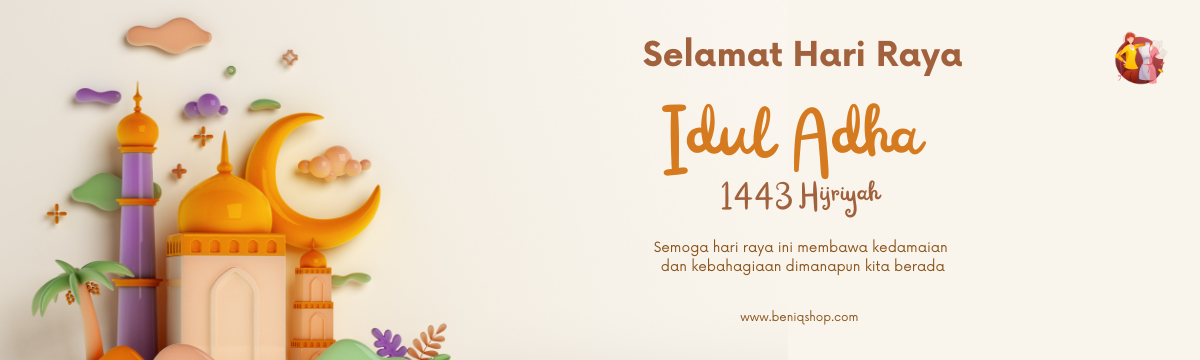 Selamat Hari Raya
Idul Adha
1443 Hijriyah
Semoga hari raya ini membawa kedamaian
dan kebahagiaan dimanapun kita berada
www.beniqshop.com